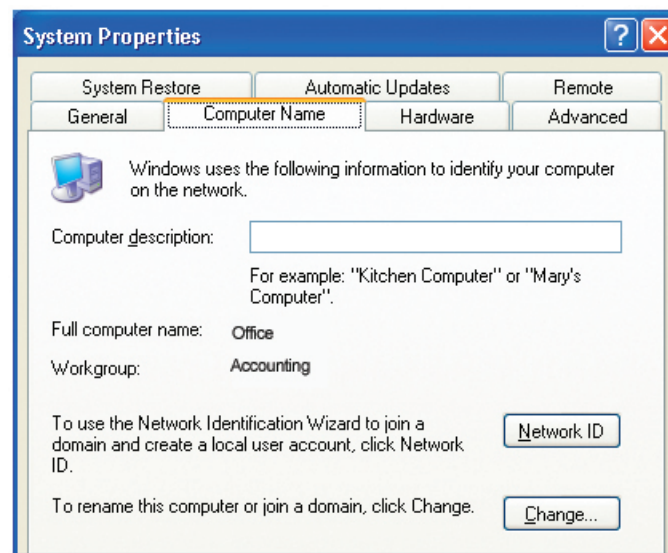 System Properties
System Restore Automatic Updates Remote
General Computer Name Hardware Advanced
Windows uses the following information to identify your computer
on the network.
Computer description:
For example: "Kitchen Computer" or "Mary's
Computer".
Full computer name: Office
Workgroup: Accounting
To use the Network Identification Wizard to join a
domain and create a local user account, click Network
ID.
Network ID
To rename this computer or join a domain, click Change.
Change...